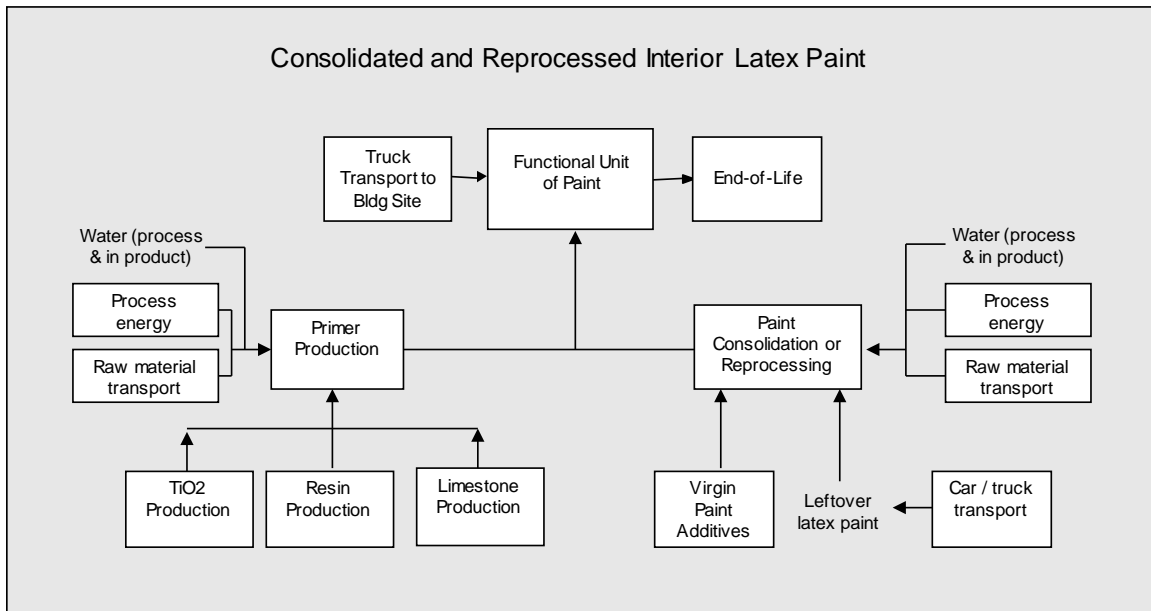 Consolidated and Reprocessed Interior Latex Paint
Truck
Transport to
Bldg Site
Functional Unit
of Paint
End-of-Life
Water (process
& in product)
Process
energy
Raw material
transport
Primer
Production
Paint
Consolidation or
Reprocessing
Water (process
& in product)
Process
energy
Raw material
transport
TiO2
Production
Resin
Production
Limestone
Production
Virgin
Paint
Additives
Leftover
latex paint
Car / truck
transport